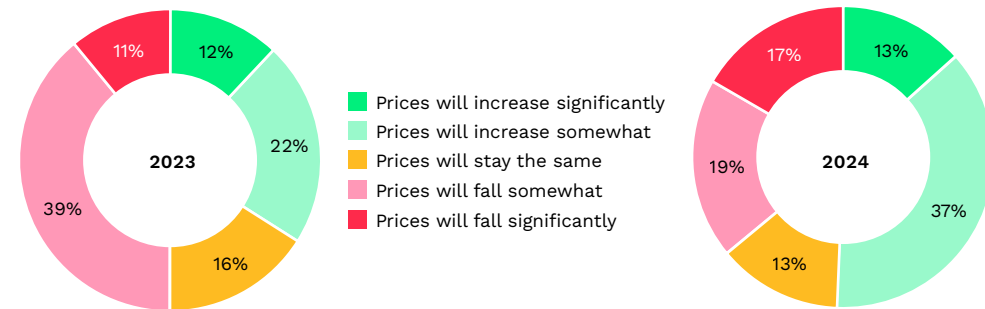 11%
12%
22%
2023
39%
16%
Prices will increase significantly
Prices will increase somewhat
Prices will stay the same
Prices will fall somewhat
Prices will fall significantly
17%
13%
19%
2024
37%
13%